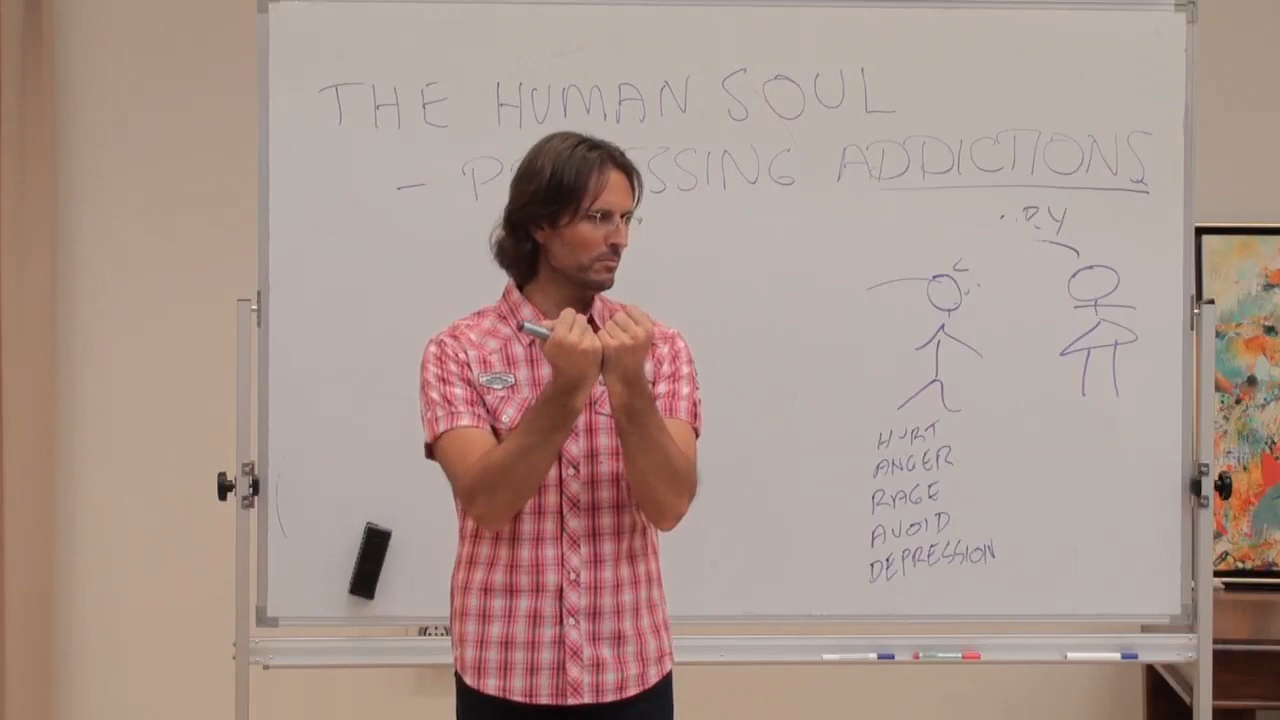 THE HUMAN SOUL
- ADDICTIONS
HURT
ANGER
RAGE
AVOID
DEPRESSION